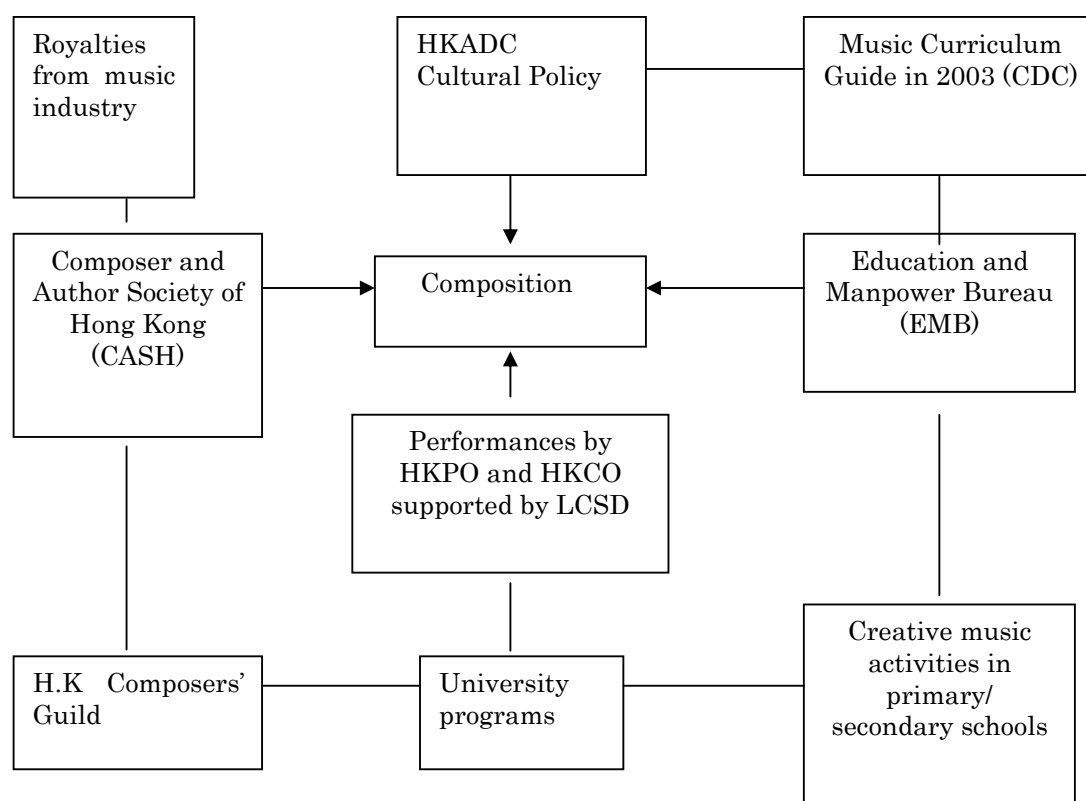 Royalties
from music
industry
HKADC
Cultural Policy
Music Curriculum
Guide in 2003 (CDC)
Composer and
Author Society of
Hong Kong
(CASH)
Composition
Education and
Manpower Bureau
(EMB)
Performances by
HKPO and HKCO
supported by LCSD
H.K Composers’
Guild
University
programs
Creative music
activities in
primary/
secondary schools